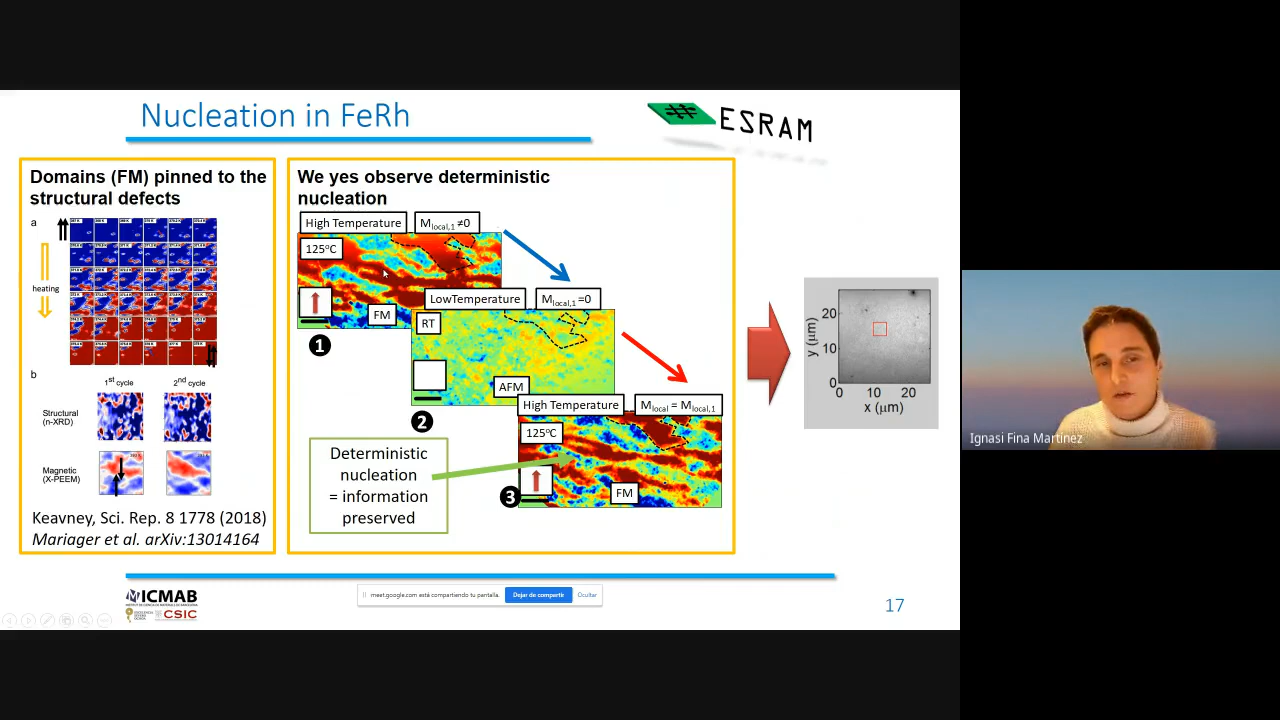 Nucleation in FeRh
ESRAM
Domains (FM) pinned to the
structural defects
a
heating
b
1st cycle
2nd cycle
Structural
(n-XRD)
Magnetic
(X-PEEM)
Keavney, Sci. Rep. 8 1778 (2018)
Mariager et al. arXiv:13014164
We yes observe deterministic
nucleation
High Temperature
Mlocal,1 ≠0
125°C
FM
1
LowTemperature
Mlocal,1 =0
RT
AFM
2
High Temperature
Mlocal = Mlocal,1
125°C
FM
3
Deterministic
nucleation
= information
preserved
y (μm)
20
10
0
0 10 20
x (μm)
Ignasi Fina Martinez
ICMAB
CSIC
meet.google.com está compartiendo tu pantalla.
Dejar de compartir
Ocultar
17